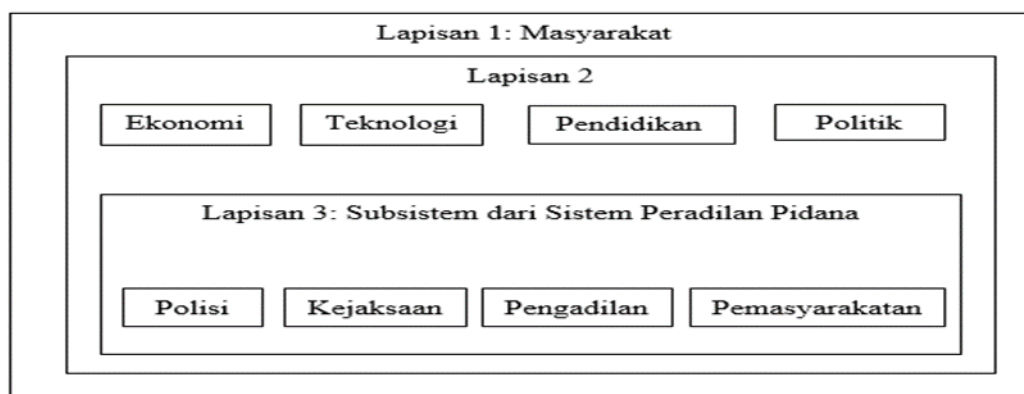 Lapisan 1: Masyarakat
Lapisan 2
Ekonomi
Teknologi
Pendidikan
Politik
Lapisan 3: Subsistem dari Sistem Peradilan Pidana
Polisi
Kejaksaan
Pengadilan
Pemasyarakatan